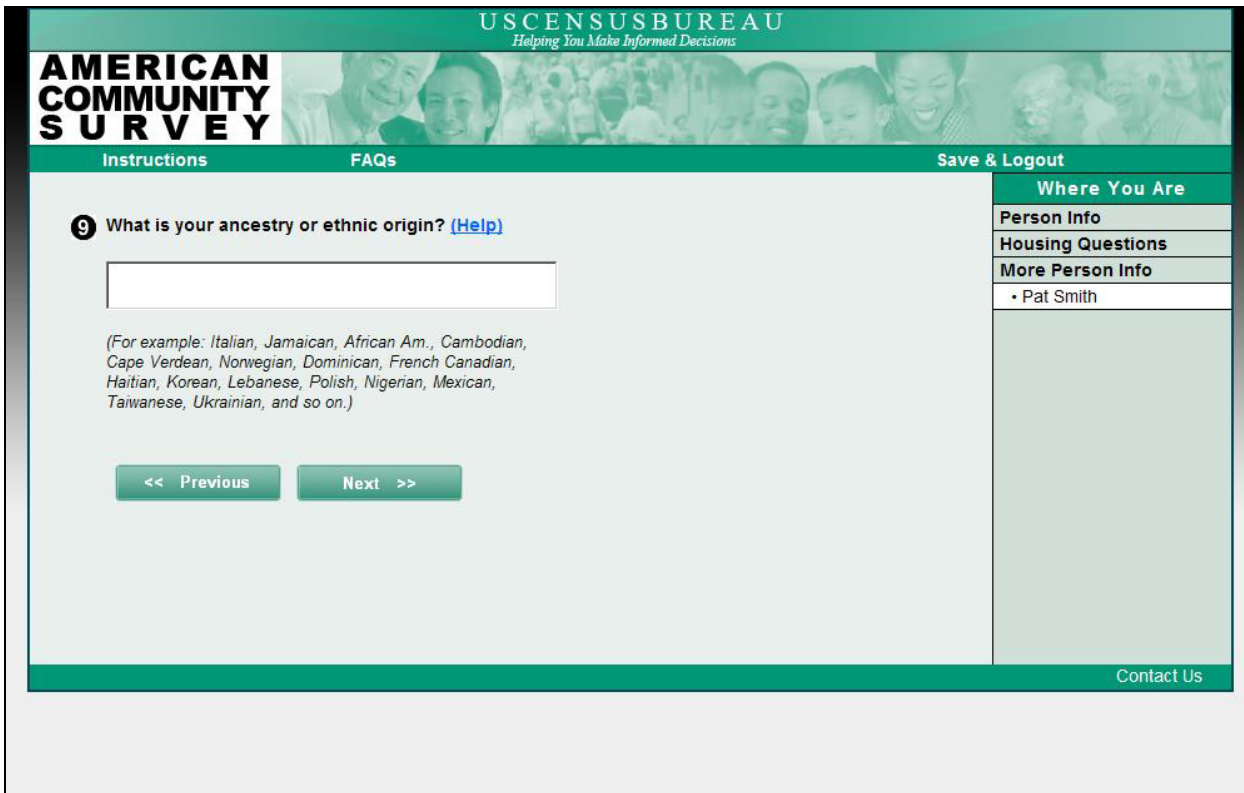 USCENSUSBUREAU
Helping You Make Informed Decisions
AMERICAN
COMMUNITY
SURVEY
Instructions FAQs Save & Logout
Where You Are
Person Info
Housing Questions
More Person Info
• Pat Smith
9 What is your ancestry or ethnic origin? (Help)
(For example: Italian, Jamaican, African Am., Cambodian,
Cape Verdean, Norwegian, Dominican, French Canadian,
Haitian, Korean, Lebanese, Polish, Nigerian, Mexican,
Taiwanese, Ukrainian, and so on.)
<< Previous Next >>
Contact Us